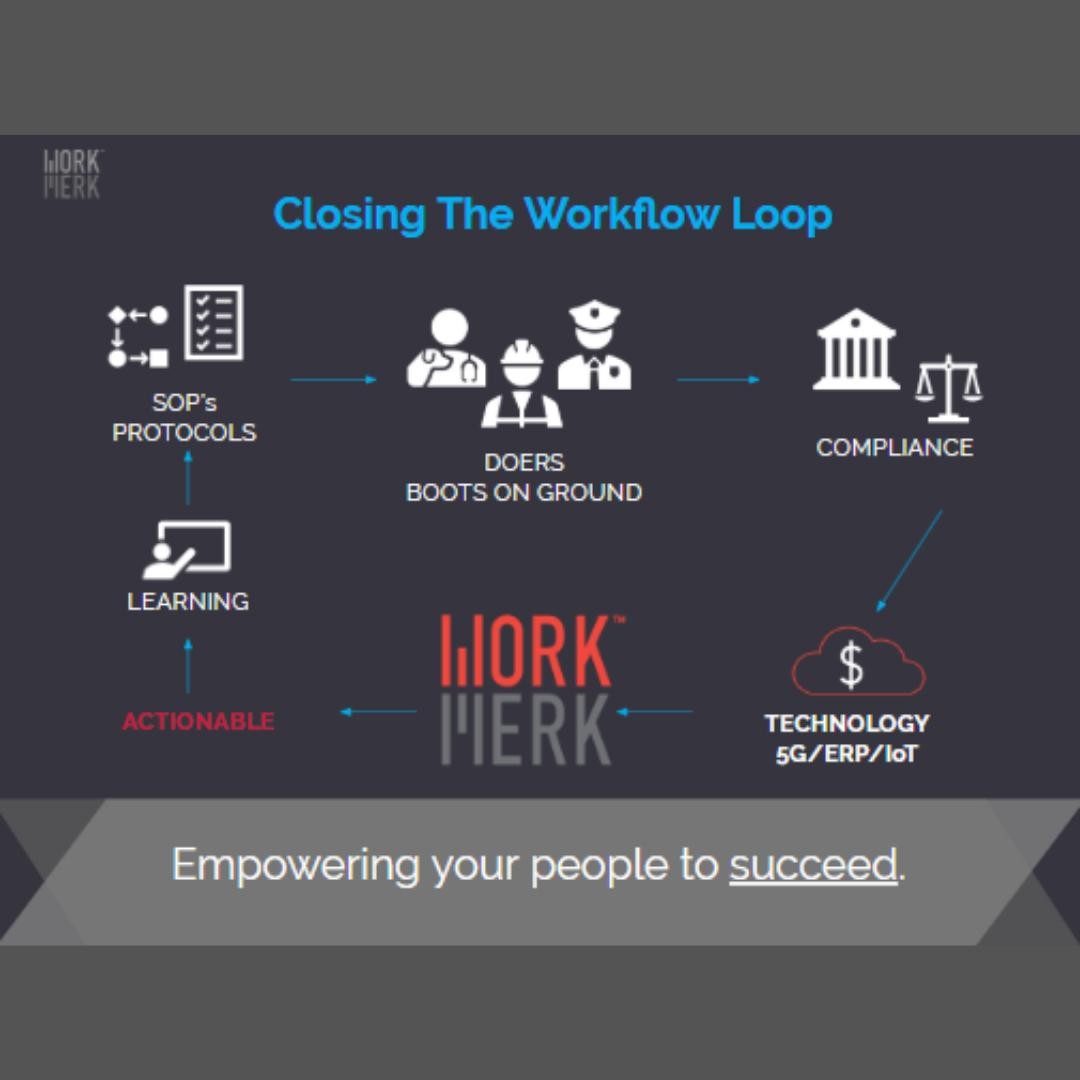 WORK™
MERK
Closing The Workflow Loop
SOP's
PROTOCOLS
DOERS
BOOTS ON GROUND
COMPLIANCE
LEARNING
WORK™
MERK
$
ACTIONABLE
TECHNOLOGY
5G/ERP/IoT
Empowering your people to succeed.